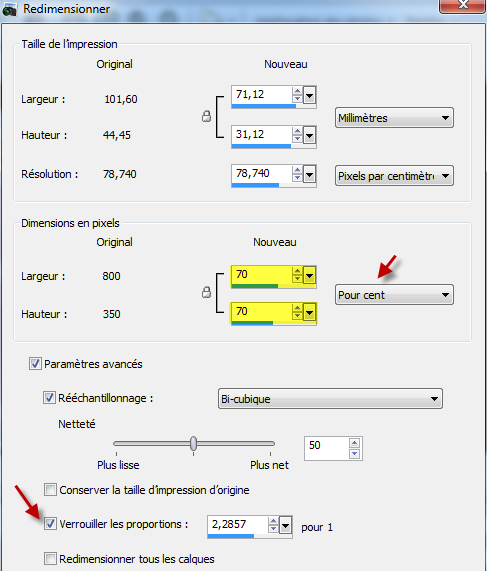 Redimensionner
Taille de l'impression
Original Nouveau
Largeur : 101,60 71,12 Millimètres
Hauteur : 44,45 31,12
Résolution : 78,740 78,740 Pixels par centimètr
Dimensions en pixels
Original Nouveau
Largeur : 800 70 Pour cent
Hauteur : 350 70
Paramètres avancés
Rééchantillonnage : Bi-cubique
Netteté
50
Plus lisse Plus net
Conserver la taille d'impression d'origine
Verrouiller les proportions : 2,2857 pour 1
Redimensionner tous les calques